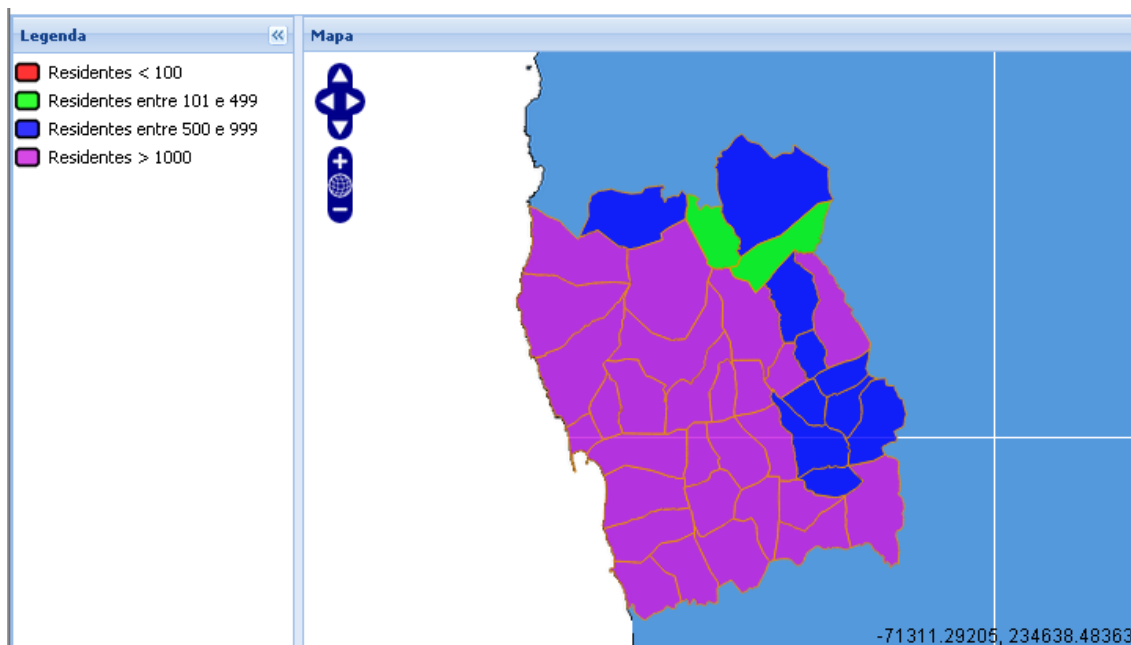 Legenda
Residentes < 100
Residentes entre 101 e 499
Residentes entre 500 e 999
Residentes > 1000
Mapa
-71311.29205, 234638.48363